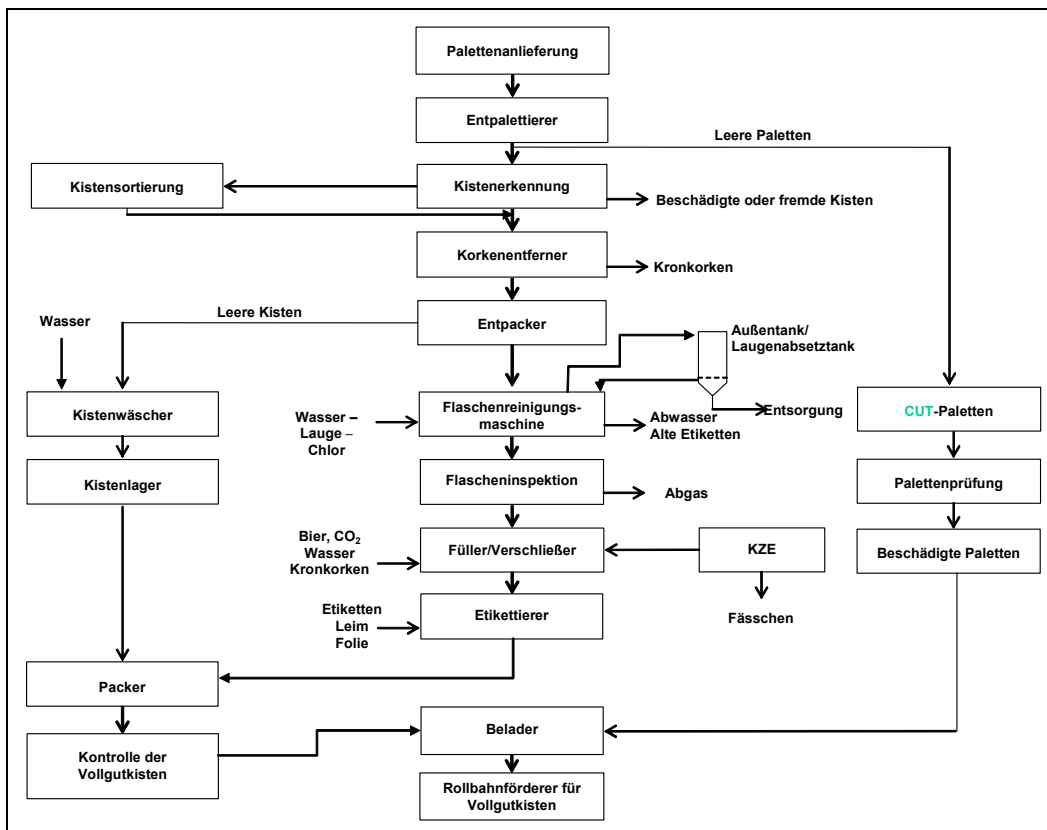 Palettenanlieferung
Entpalettierer
Leere Paletten
Kistensortierung
Kistenerkennung
Beschädigte oder fremde Kisten
Korkenentferner
Kronkorken
Leere Kisten
Wasser
Entpacker
Außentank/
Laugenabsetztank
Kistenwäscher
Wasser –
Lauge –
Chlor
Flaschenreinigungs-
maschine
Abwasser
Alte Etiketten
Entsorgung
CUT-Paletten
Kistenlager
Flascheninspektion
Abgas
Palettenprüfung
Bier, CO₂
Wasser
Kronkorken
Füller/Verschließer
KZE
Beschädigte Paletten
Etiketten
Leim
Folie
Etikettierer
Fässchen
Packer
Belader
Kontrolle der
Vollgutkisten
Rollbahnförderer für
Vollgutkisten